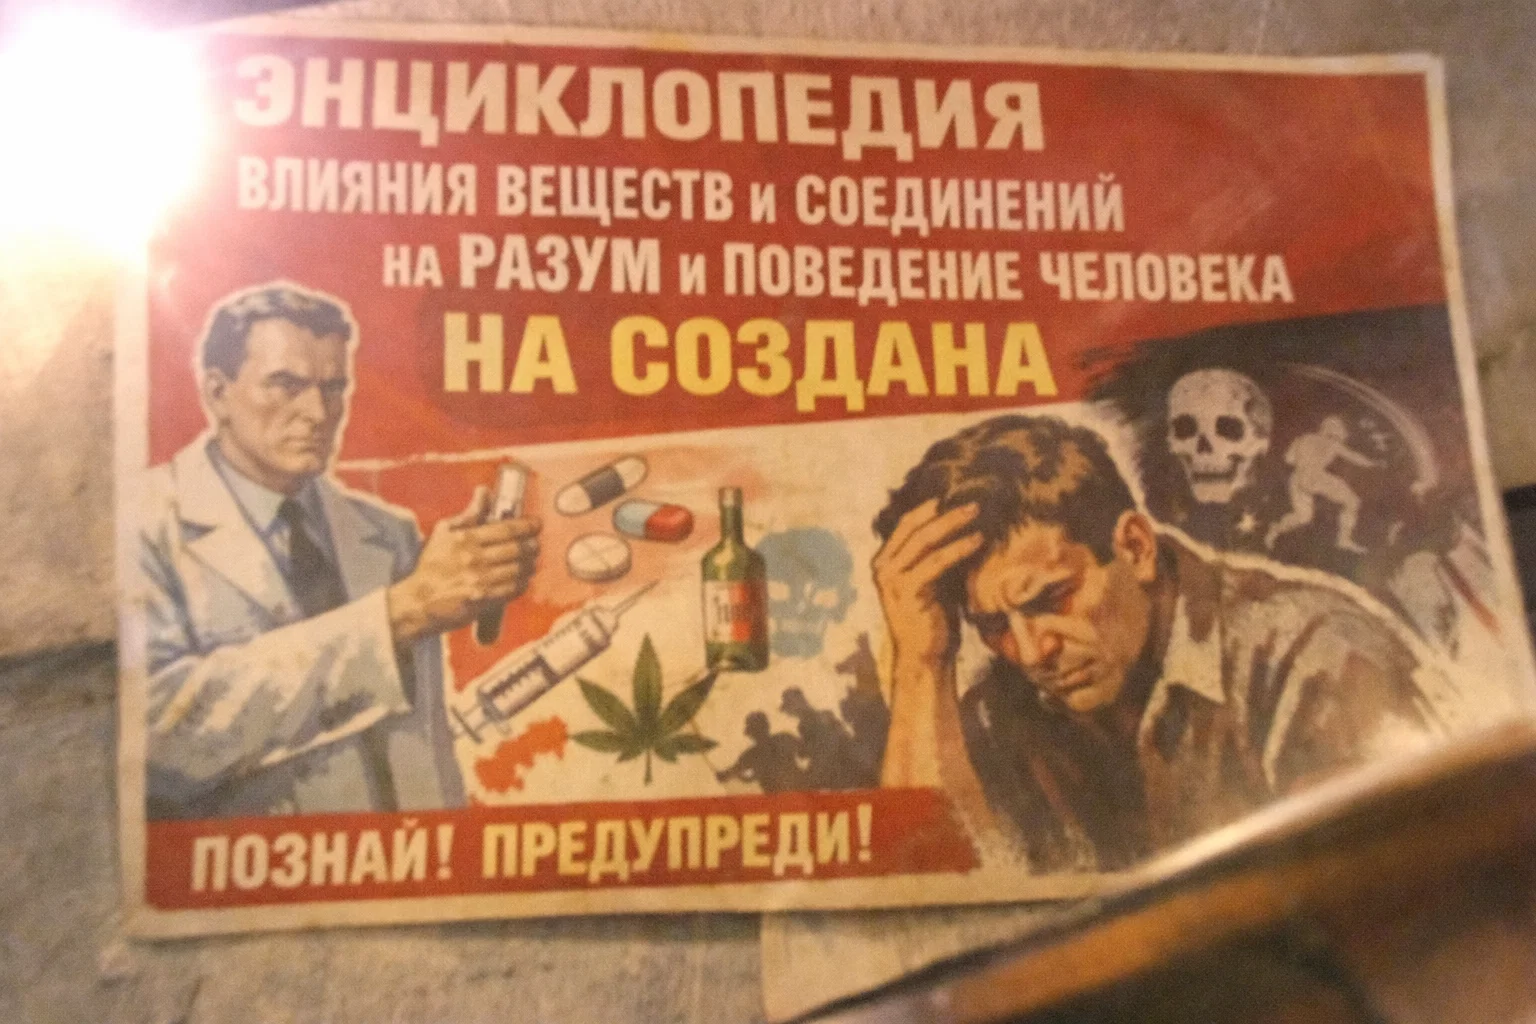 ЭНЦИКЛОПЕДИЯ
ВЛИЯНИЯ ВЕЩЕСТВ И СОЕДИНЕНИЙ
НА РАЗУМ И ПОВЕДЕНИЕ ЧЕЛОВЕКА
НА СОЗДАНА
ПОЗНАЙ! ПРЕДУПРЕДИ!